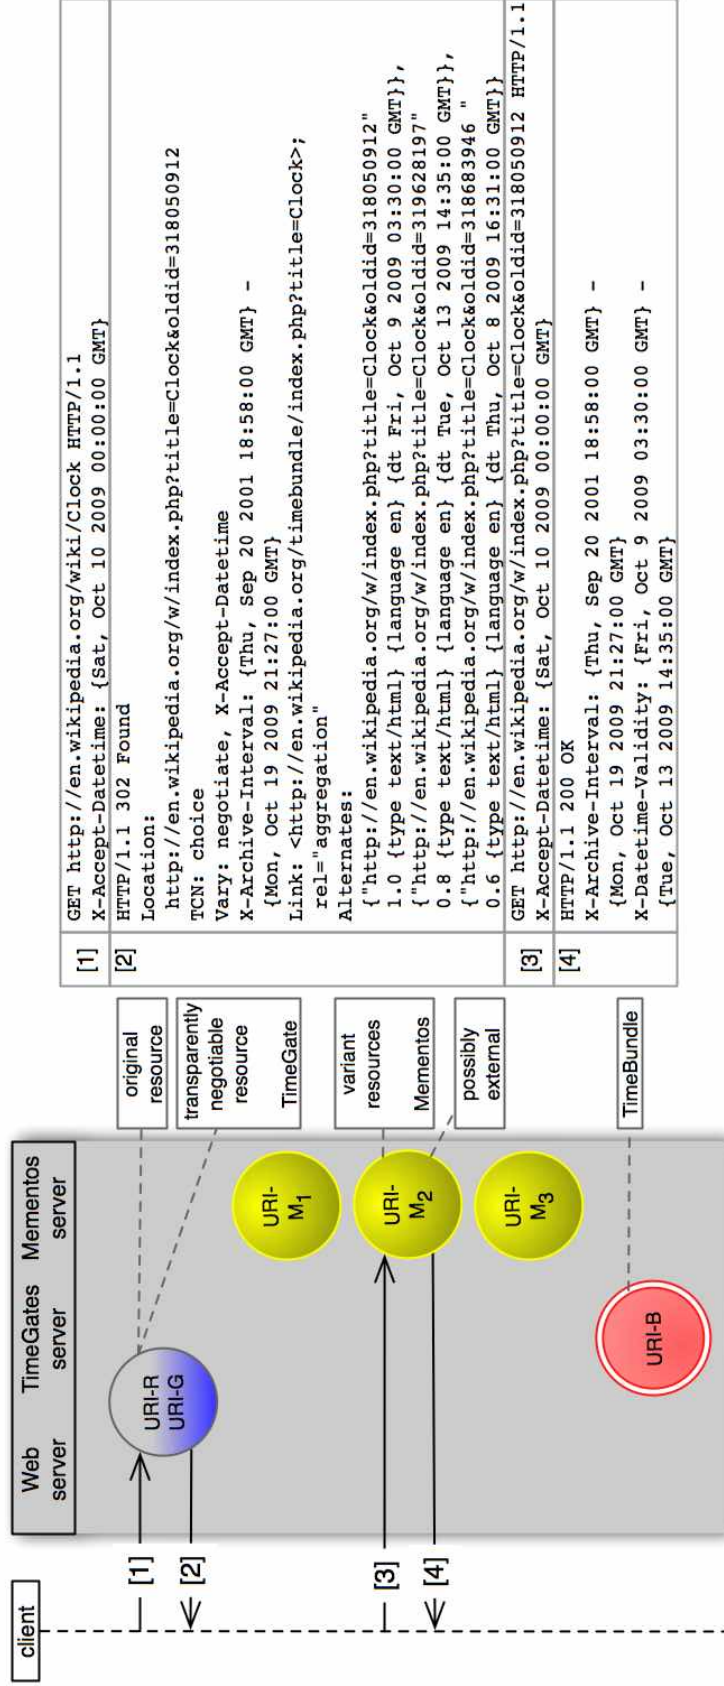 client
Web server
TimeGates server
Mementos server
[1]
[2]
[3]
[4]
URI-R
URI-G
URI-M1
URI-M2
URI-M3
URI-B
original
resource
transparently
negotiable
resource
TimeGate
variant
resources
Mementos
possibly
external
TimeBundle
[1]
GET http://en.wikipedia.org/wiki/Clock HTTP/1.1
X-Accept-Datetime: {Sat, Oct 10 2009 00:00:00 GMT}
[2]
HTTP/1.1 302 Found
Location:
http://en.wikipedia.org/w/index.php?title=Clock&oldid=318050912
TCN: choice
Vary: negotiate, X-Accept-Datetime
X-Archive-Interval: {Thu, Sep 20 2001 18:58:00 GMT} -
{Mon, Oct 19 2009 21:27:00 GMT}
Link: <http://en.wikipedia.org/timebundle/index.php?title=Clock>;
rel="aggregation"
Alternates:
{"http://en.wikipedia.org/w/index.php?title=Clock&oldid=318050912"
1.0 {type text/html} {language en} {dt Fri, Oct 9 2009 03:30:00 GMT}},
{"http://en.wikipedia.org/w/index.php?title=Clock&oldid=319628197"
0.8 {type text/html} {language en} {dt Tue, Oct 13 2009 14:35:00 GMT}},
{"http://en.wikipedia.org/w/index.php?title=Clock&oldid=318683946 "
0.6 {type text/html} {language en} {dt Thu, Oct 8 2009 16:31:00 GMT}}
[3]
GET http://en.wikipedia.org/w/index.php?title=Clock&oldid=318050912 HTTP/1.1
X-Accept-Datetime: {Sat, Oct 10 2009 00:00:00 GMT}
[4]
HTTP/1.1 200 OK
X-Archive-Interval: {Thu, Sep 20 2001 18:58:00 GMT} -
{Mon, Oct 19 2009 21:27:00 GMT}
X-Datetime-Validity: {Fri, Oct 9 2009 03:30:00 GMT} -
{Tue, Oct 13 2009 14:35:00 GMT}